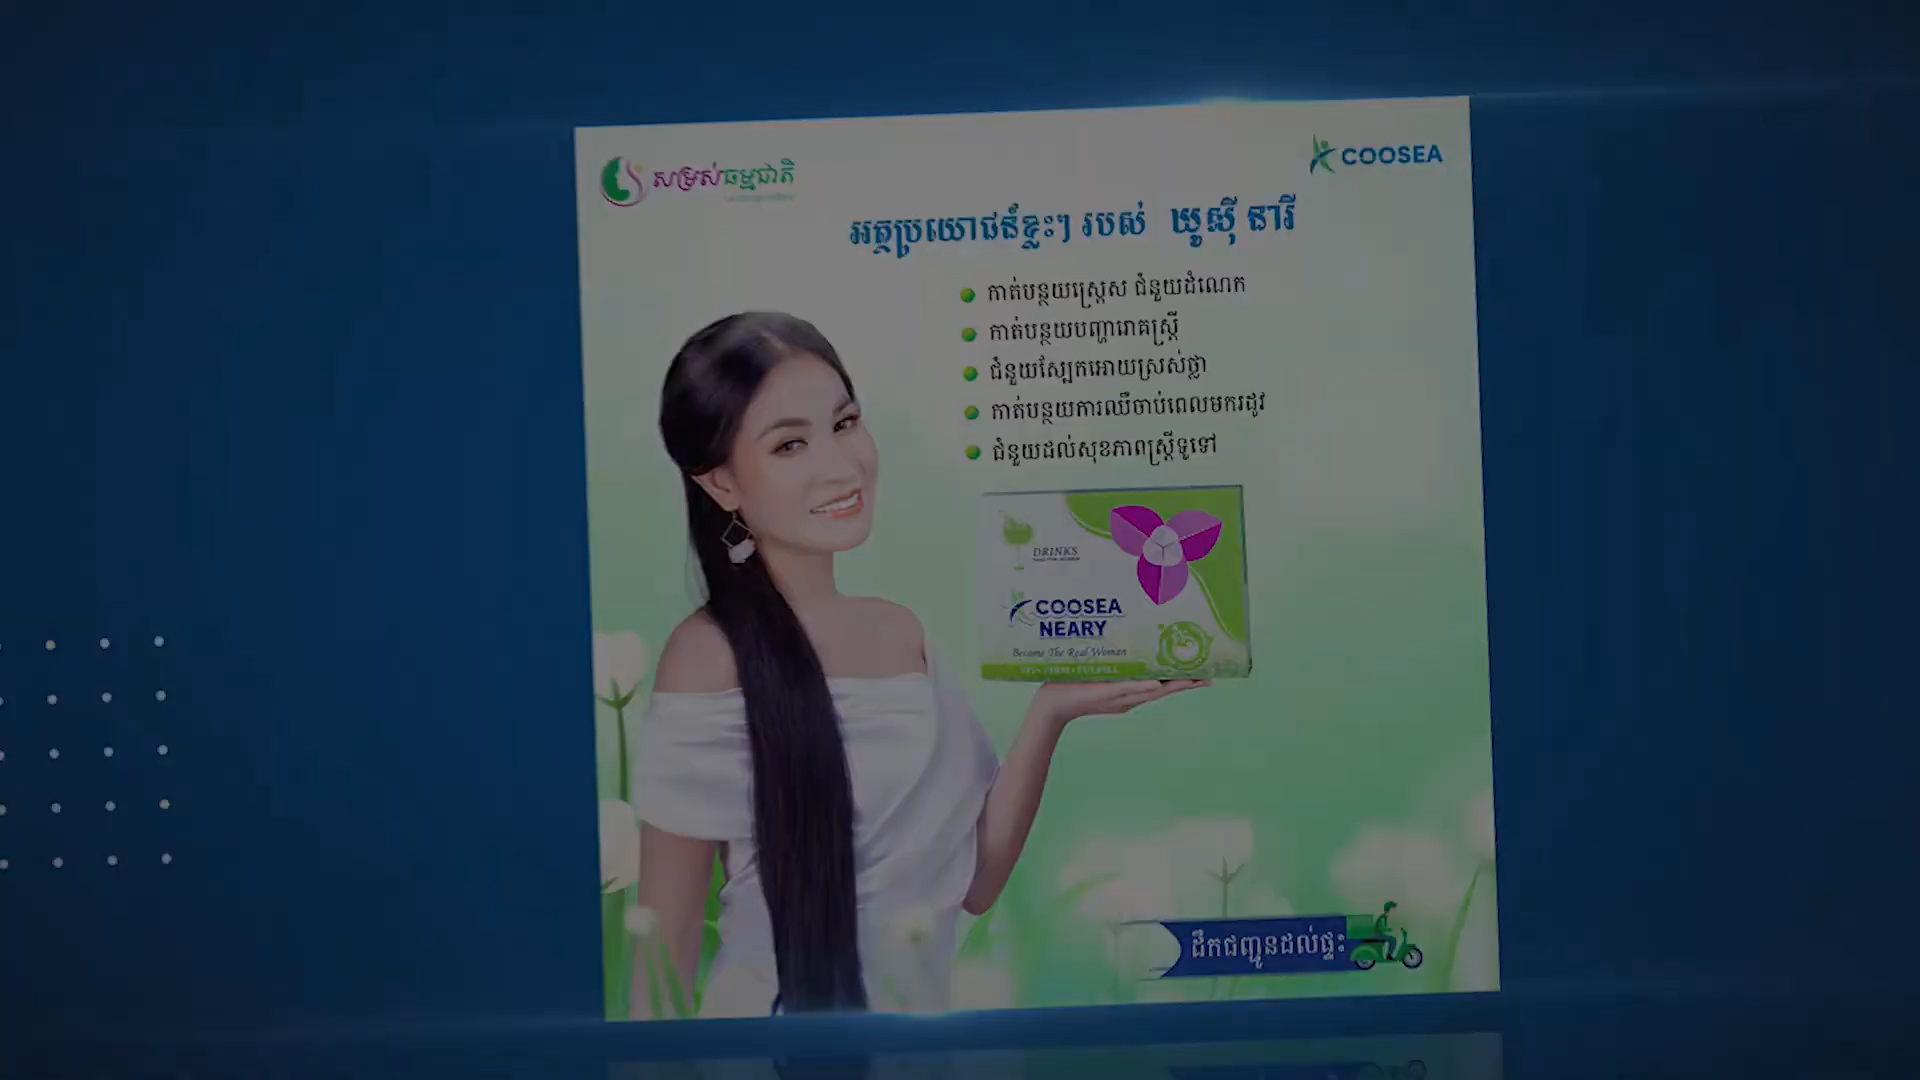 សម្រស់ធម្មជាតិ
COOSEA
អត្ថប្រយោជន៍ខ្លះៗ របស់ ឃូស៊ី នារី
កាត់បន្ថយស្ត្រេស ជំនួយដំណេក
កាត់បន្ថយបញ្ហារោគស្ត្រី
ជំនួយស្បែកអោយស្រស់ថ្លា
កាត់បន្ថយការឈឺចាប់ពេលមករដូវ
ជំនួយដល់សុខភាពស្ត្រីទូទៅ
DRINKS
COOSEA
NEARY
Become The Real Woman
ដឹកជញ្ជូនដល់ផ្ទះ